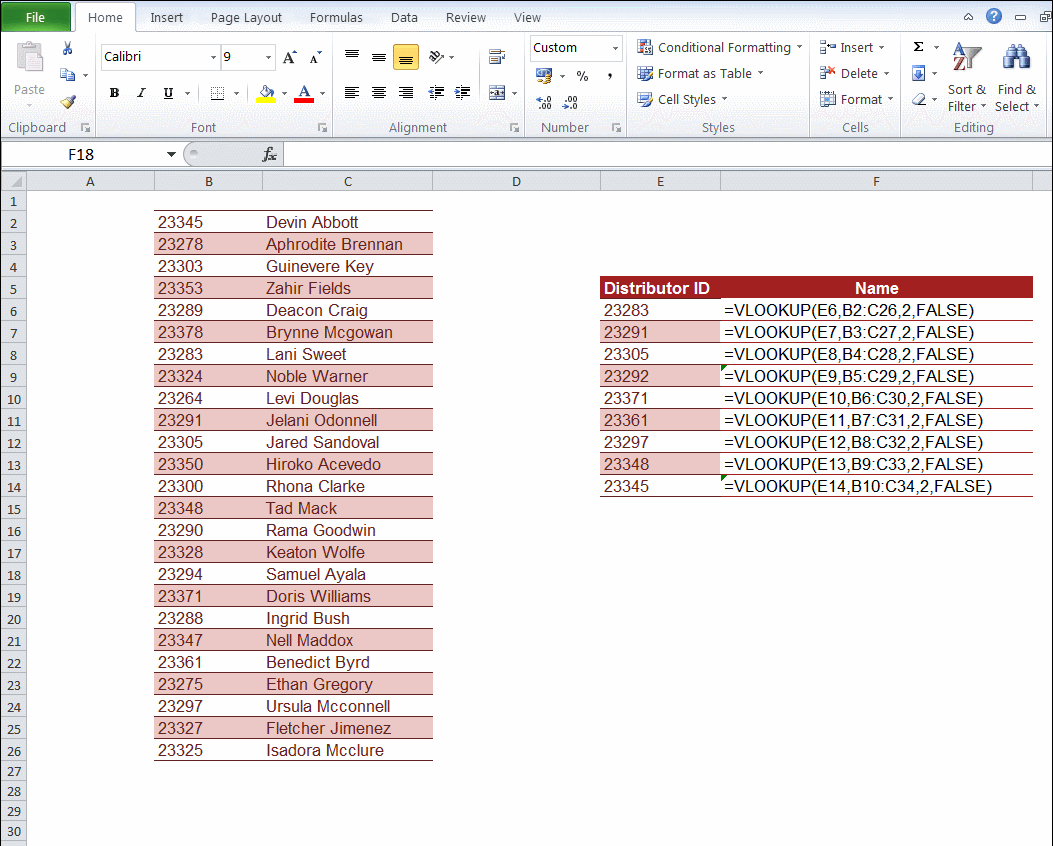 File Home Insert Page Layout Formulas Data Review View
Calibri 9 A A Custom Conditional Formatting Insert Σ
Paste B I U A % , Format as Table Delete Sort & Find &
.00 .00 Cell Styles Format Filter Select
Clipboard Font Alignment Number Styles Cells Editing
F18 fx
A B C D E F
1
2 23345 Devin Abbott
3 23278 Aphrodite Brennan
4 23303 Guinevere Key
5 23353 Zahir Fields Distributor ID Name
6 23289 Deacon Craig 23283 =VLOOKUP(E6,B2:C26,2,FALSE)
7 23378 Brynne Mcgowan 23291 =VLOOKUP(E7,B3:C27,2,FALSE)
8 23283 Lani Sweet 23305 =VLOOKUP(E8,B4:C28,2,FALSE)
9 23324 Noble Warner 23292 =VLOOKUP(E9,B5:C29,2,FALSE)
10 23264 Levi Douglas 23371 =VLOOKUP(E10,B6:C30,2,FALSE)
11 23291 Jelani Odonnell 23361 =VLOOKUP(E11,B7:C31,2,FALSE)
12 23305 Jared Sandoval 23297 =VLOOKUP(E12,B8:C32,2,FALSE)
13 23350 Hiroko Acevedo 23348 =VLOOKUP(E13,B9:C33,2,FALSE)
14 23300 Rhona Clarke 23345 =VLOOKUP(E14,B10:C34,2,FALSE)
15 23348 Tad Mack
16 23290 Rama Goodwin
17 23328 Keaton Wolfe
18 23294 Samuel Ayala
19 23371 Doris Williams
20 23288 Ingrid Bush
21 23347 Nell Maddox
22 23361 Benedict Byrd
23 23275 Ethan Gregory
24 23297 Ursula Mcconnell
25 23327 Fletcher Jimenez
26 23325 Isadora Mcclure
27
28
29
30